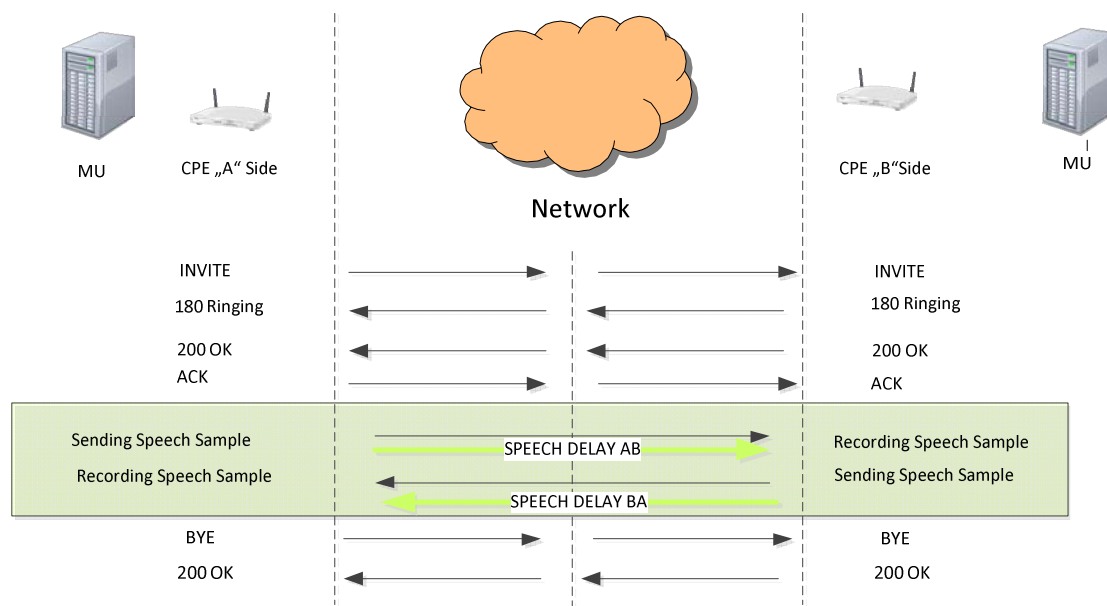 MU
CPE „A“ Side
Network
CPE „B“Side
MU
INVITE
INVITE
180 Ringing
180 Ringing
200 OK
200 OK
ACK
ACK
Sending Speech Sample
SPEECH DELAY AB
Recording Speech Sample
Recording Speech Sample
Sending Speech Sample
SPEECH DELAY BA
BYE
BYE
200 OK
200 OK